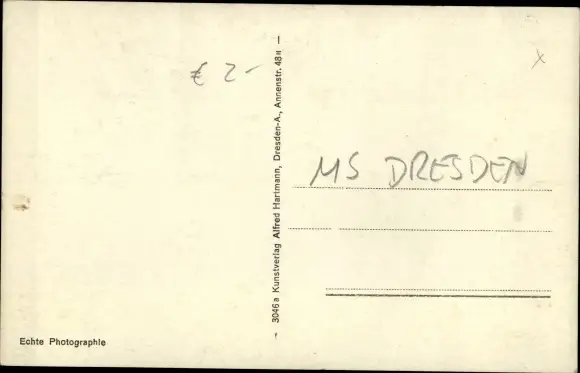 € 2-
x
MS DRESDEN
3046a Kunstverlag Alfred Hartmann, Dresden-A., Annenstr. 48 II
Echte Photographie